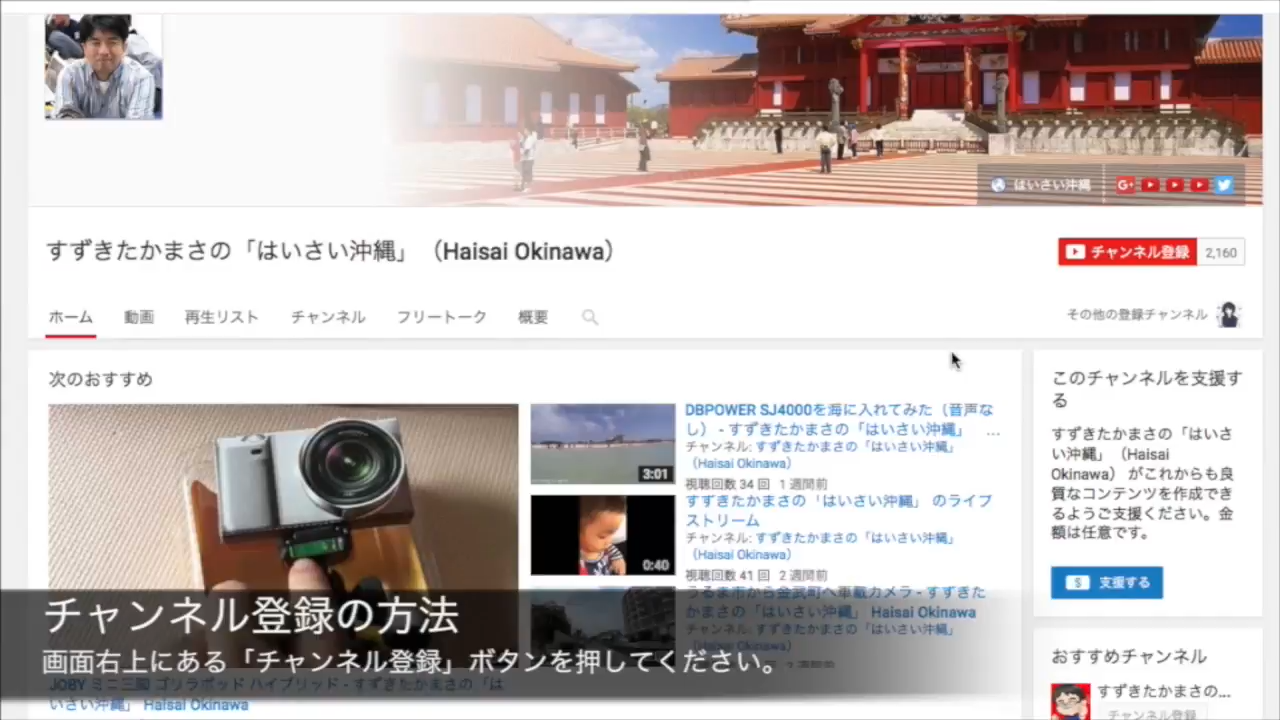 はいさい沖縄
すずきたかまさの「はいさい沖縄」（Haisai Okinawa）
チャンネル登録 2,160
ホーム 動画 再生リスト チャンネル フリートーク 概要
その他の登録チャンネル
次のおすすめ
3:01
DBPOWER SJ4000を海に入れてみた（音声な
し） - すずきたかまさの「はいさい沖縄」 ...
チャンネル: すずきたかまさの「はいさい沖縄」
（Haisai Okinawa）
視聴回数 34 回 1 週間前
0:40
すずきたかまさの「はいさい沖縄」 のライブ
ストリーム
チャンネル: すずきたかまさの「はいさい沖縄」
（Haisai Okinawa）
視聴回数 41 回 2 週間前
うるま市から金武町へ車載カメラ - すずきた
かまさの「はいさい沖縄」 Haisai Okinawa
チャンネル: すずきたかまさの「はいさい沖縄」
（Haisai Okinawa）
2 週間前
JOBY ミニ三脚 ゴリラポッド ハイブリッド - すずきたかまさの「は
いさい沖縄」 Haisai Okinawa
このチャンネルを支援す
る
すずきたかまさの「はいさ
い沖縄」（Haisai
Okinawa） がこれからも良
質なコンテンツを作成でき
るようご支援ください。金
額は任意です。
$ 支援する
おすすめチャンネル
すずきたかまさの...
チャンネル登録
チャンネル登録の方法
画面右上にある「チャンネル登録」ボタンを押してください。